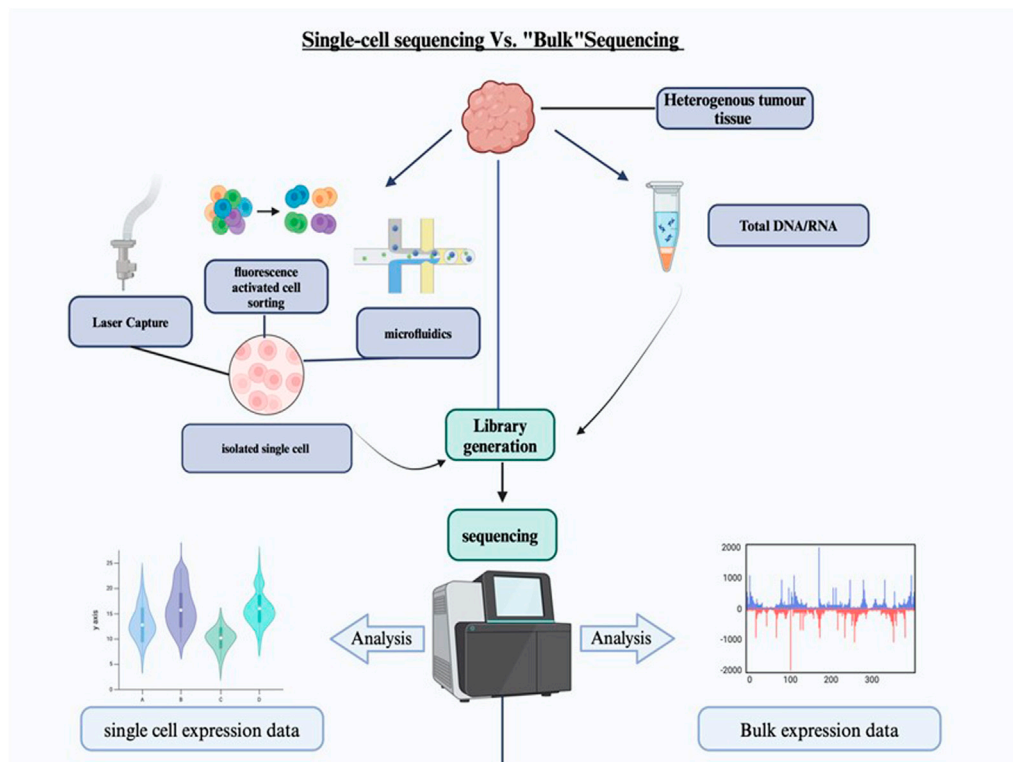 Single-cell sequencing Vs. "Bulk"Sequencing
Heterogenous tumour
tissue
Total DNA/RNA
fluorescence
activated cell
sorting
Laser Capture
microfluidics
isolated single cell
Library
generation
sequencing
Analysis
Analysis
y axis
25
20
15
10
5
0
A
B
C
D
single cell expression data
2000
1000
0
-1000
-2000
0
100
200
300
Bulk expression data